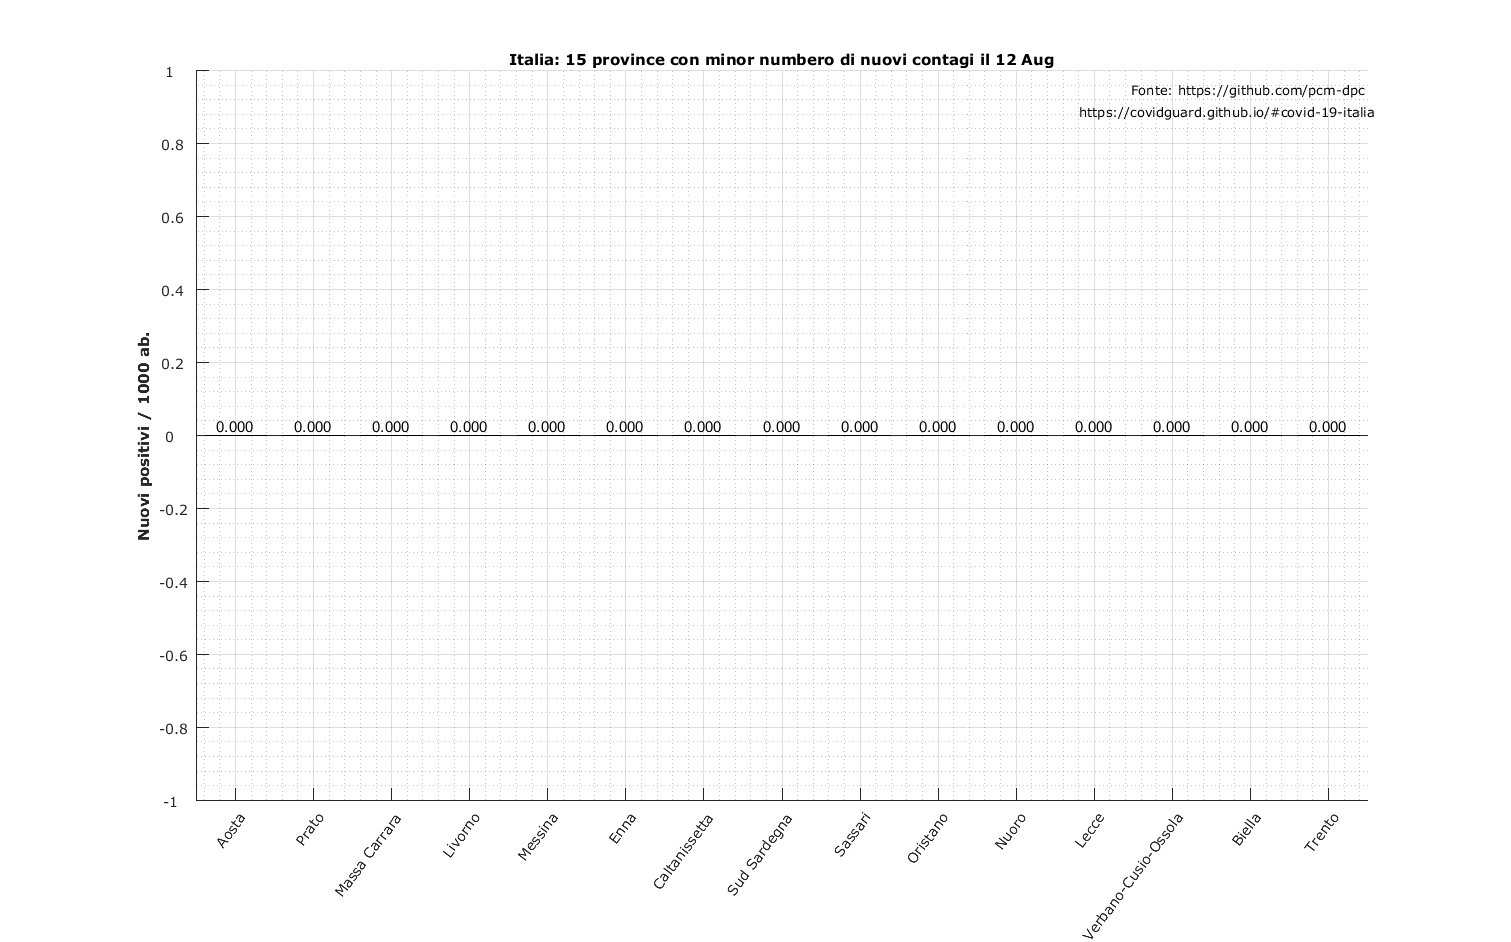 Italia: 15 province con minor numbero di nuovi contagi il 12 Aug
Fonte: https://github.com/pcm-dpc
https://covidguard.github.io/#covid-19-italia
Nuovi positivi / 1000 ab.
1
0.8
0.6
0.4
0.2
0
-0.2
-0.4
-0.6
-0.8
-1
0.000 0.000 0.000 0.000 0.000 0.000 0.000 0.000 0.000 0.000 0.000 0.000 0.000 0.000 0.000
Aosta
Prato
Massa Carrara
Livorno
Messina
Enna
Caltanissetta
Sud Sardegna
Sassari
Oristano
Nuoro
Lecce
Verbano-Cusio-Ossola
Biella
Trento